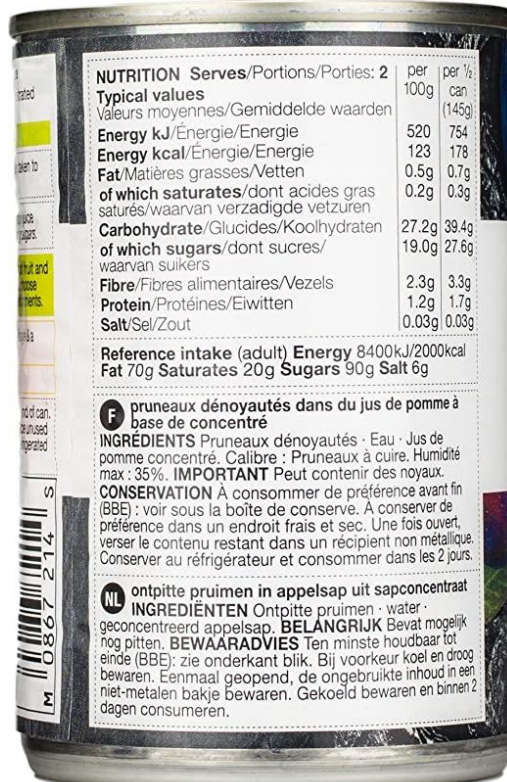 NUTRITION Serves/Portions/Porties: 2 per per ½
Typical values 100g can
Valeurs moyennes/Gemiddelde waarden (145g)
Energy kJ/Énergie/Energie 520 754
Energy kcal/Énergie/Energie 123 178
Fat/Matières grasses/Vetten 0.5g 0.7g
of which saturates/dont acides gras 0.2g 0.3g
saturés/waarvan verzadigde vetzuren
Carbohydrate/Glucides/Koolhydraten 27.2g 39.4g
of which sugars/dont sucres/ 19.0g 27.6g
waarvan suikers
Fibre/Fibres alimentaires/Vezels 2.3g 3.3g
Protein/Protéines/Eiwitten 1.2g 1.7g
Salt/Sel/Zout 0.03g 0.03g
Reference intake (adult) Energy 8400kJ/2000kcal
Fat 70g Saturates 20g Sugars 90g Salt 6g
F pruneaux dénoyautés dans du jus de pomme à
base de concentré
INGRÉDIENTS Pruneaux dénoyautés · Eau · Jus de
pomme concentré. Calibre : Pruneaux à cuire. Humidité
max : 35%. IMPORTANT Peut contenir des noyaux.
CONSERVATION À consommer de préférence avant fin
(BBE) : voir sous la boîte de conserve. À conserver de
préférence dans un endroit frais et sec. Une fois ouvert,
verser le contenu restant dans un récipient non métallique.
Conserver au réfrigérateur et consommer dans les 2 jours.
NL ontpitte pruimen in appelsap uit sapconcentraat
INGREDIËNTEN Ontpitte pruimen · water ·
geconcentreerd appelsap. BELANGRIJK Bevat mogelijk
nog pitten. BEWAARADVIES Ten minste houdbaar tot
einde (BBE): zie onderkant blik. Bij voorkeur koel en droog
bewaren. Eenmaal geopend, de ongebruikte inhoud in een
niet-metalen bakje bewaren. Gekoeld bewaren en binnen 2
dagen consumeren.
fruit and
nd of can.
M 0867 214 S